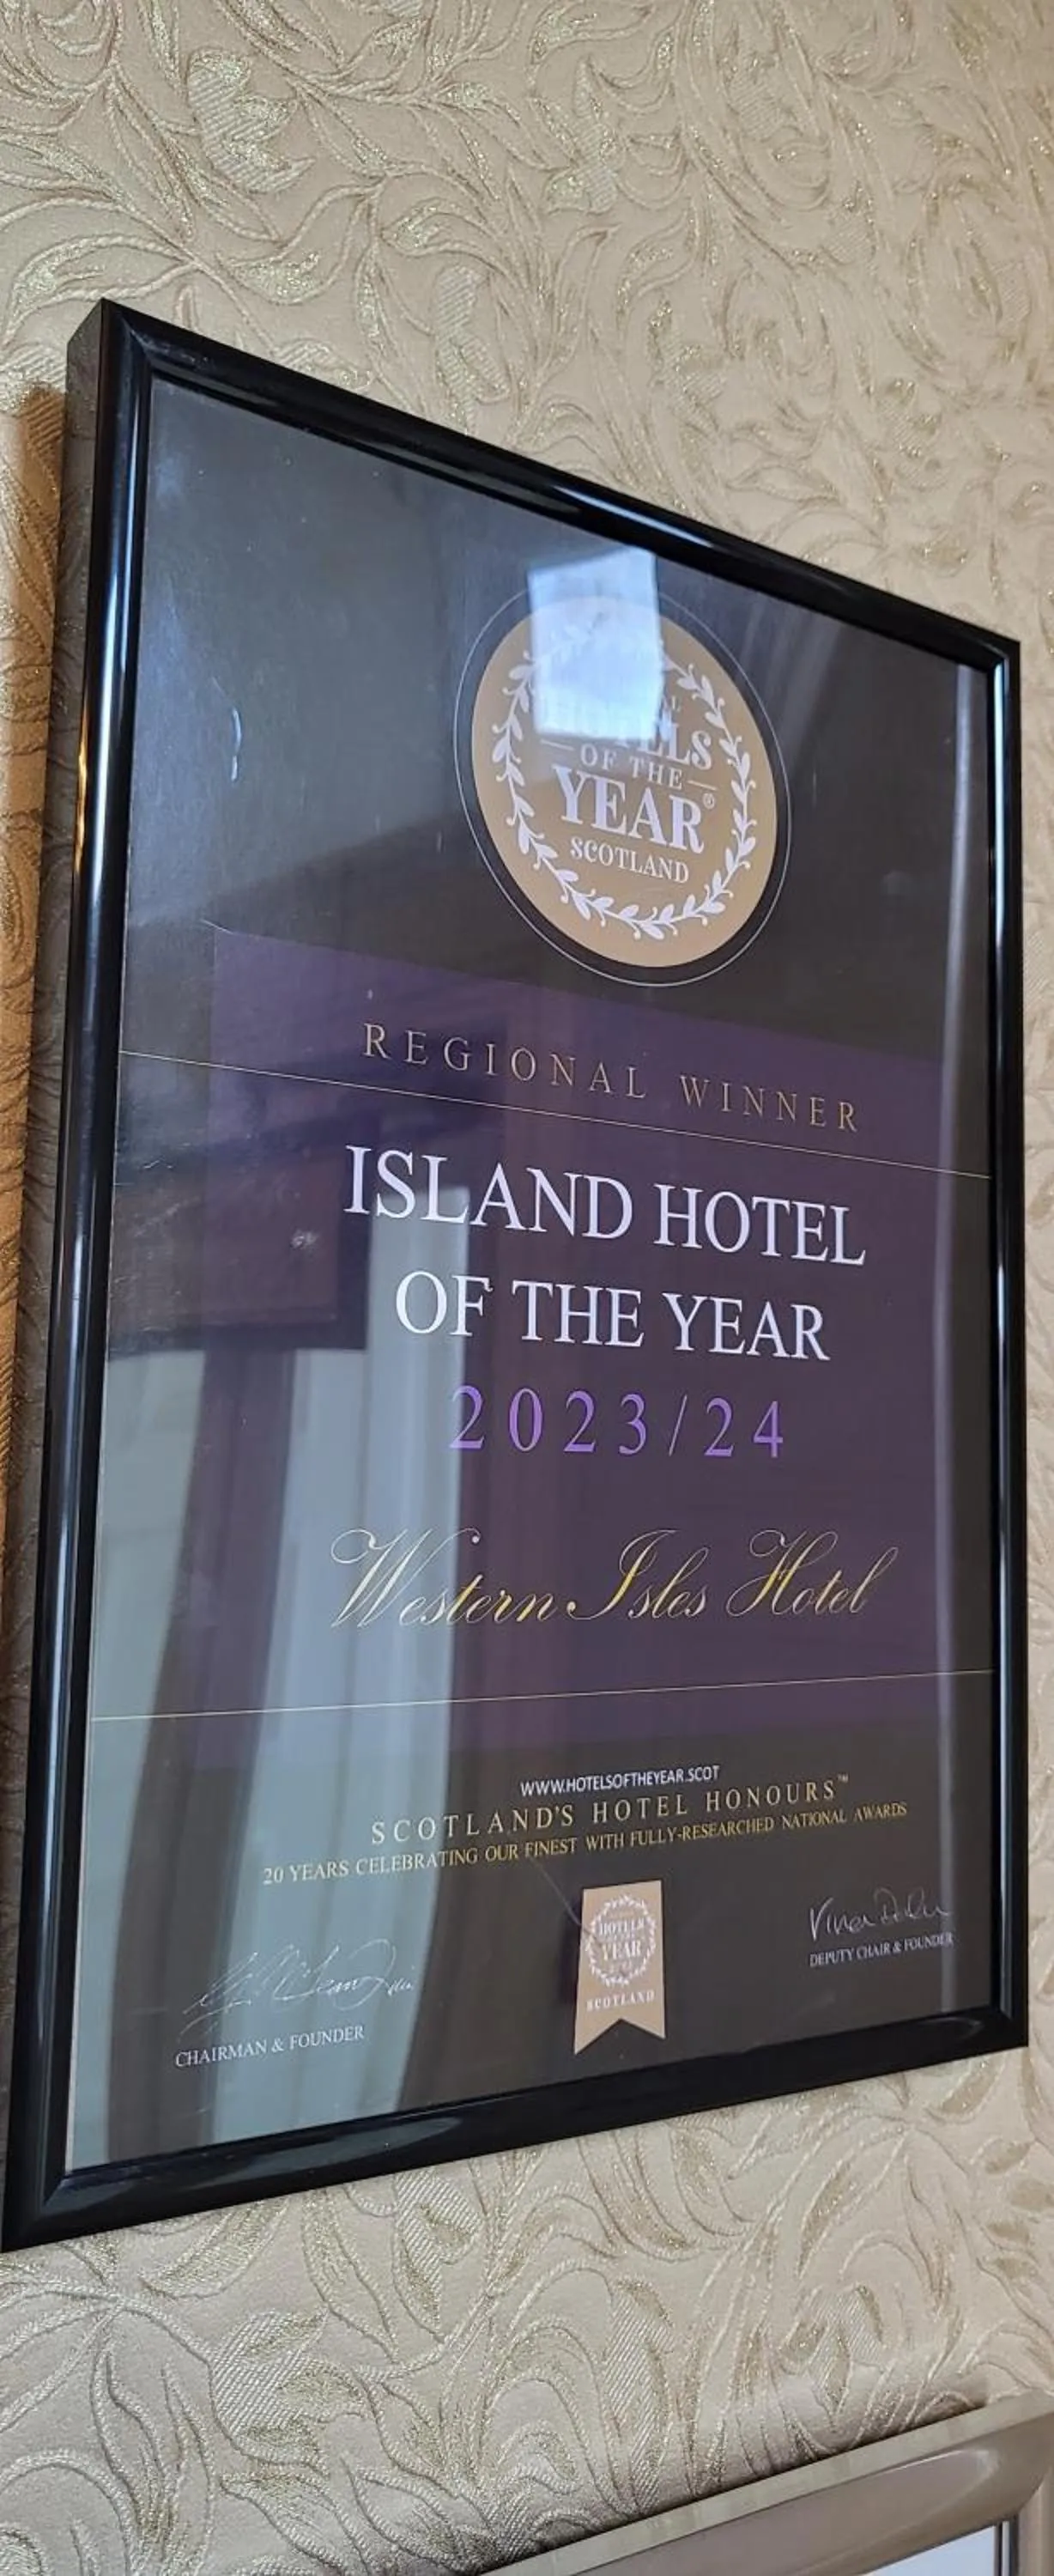 OF THE
YEAR®
SCOTLAND
REGIONAL WINNER
ISLAND HOTEL
OF THE YEAR
2023/24
Western Isles Hotel
WWW.HOTELSOFTHEYEAR.SCOT
SCOTLAND'S HOTEL HONOURS™
20 YEARS CELEBRATING OUR FINEST WITH FULLY-RESEARCHED NATIONAL AWARDS
HOTELS
YEAR
SCOTLAND
DEPUTY CHAIR & FOUNDER
CHAIRMAN & FOUNDER